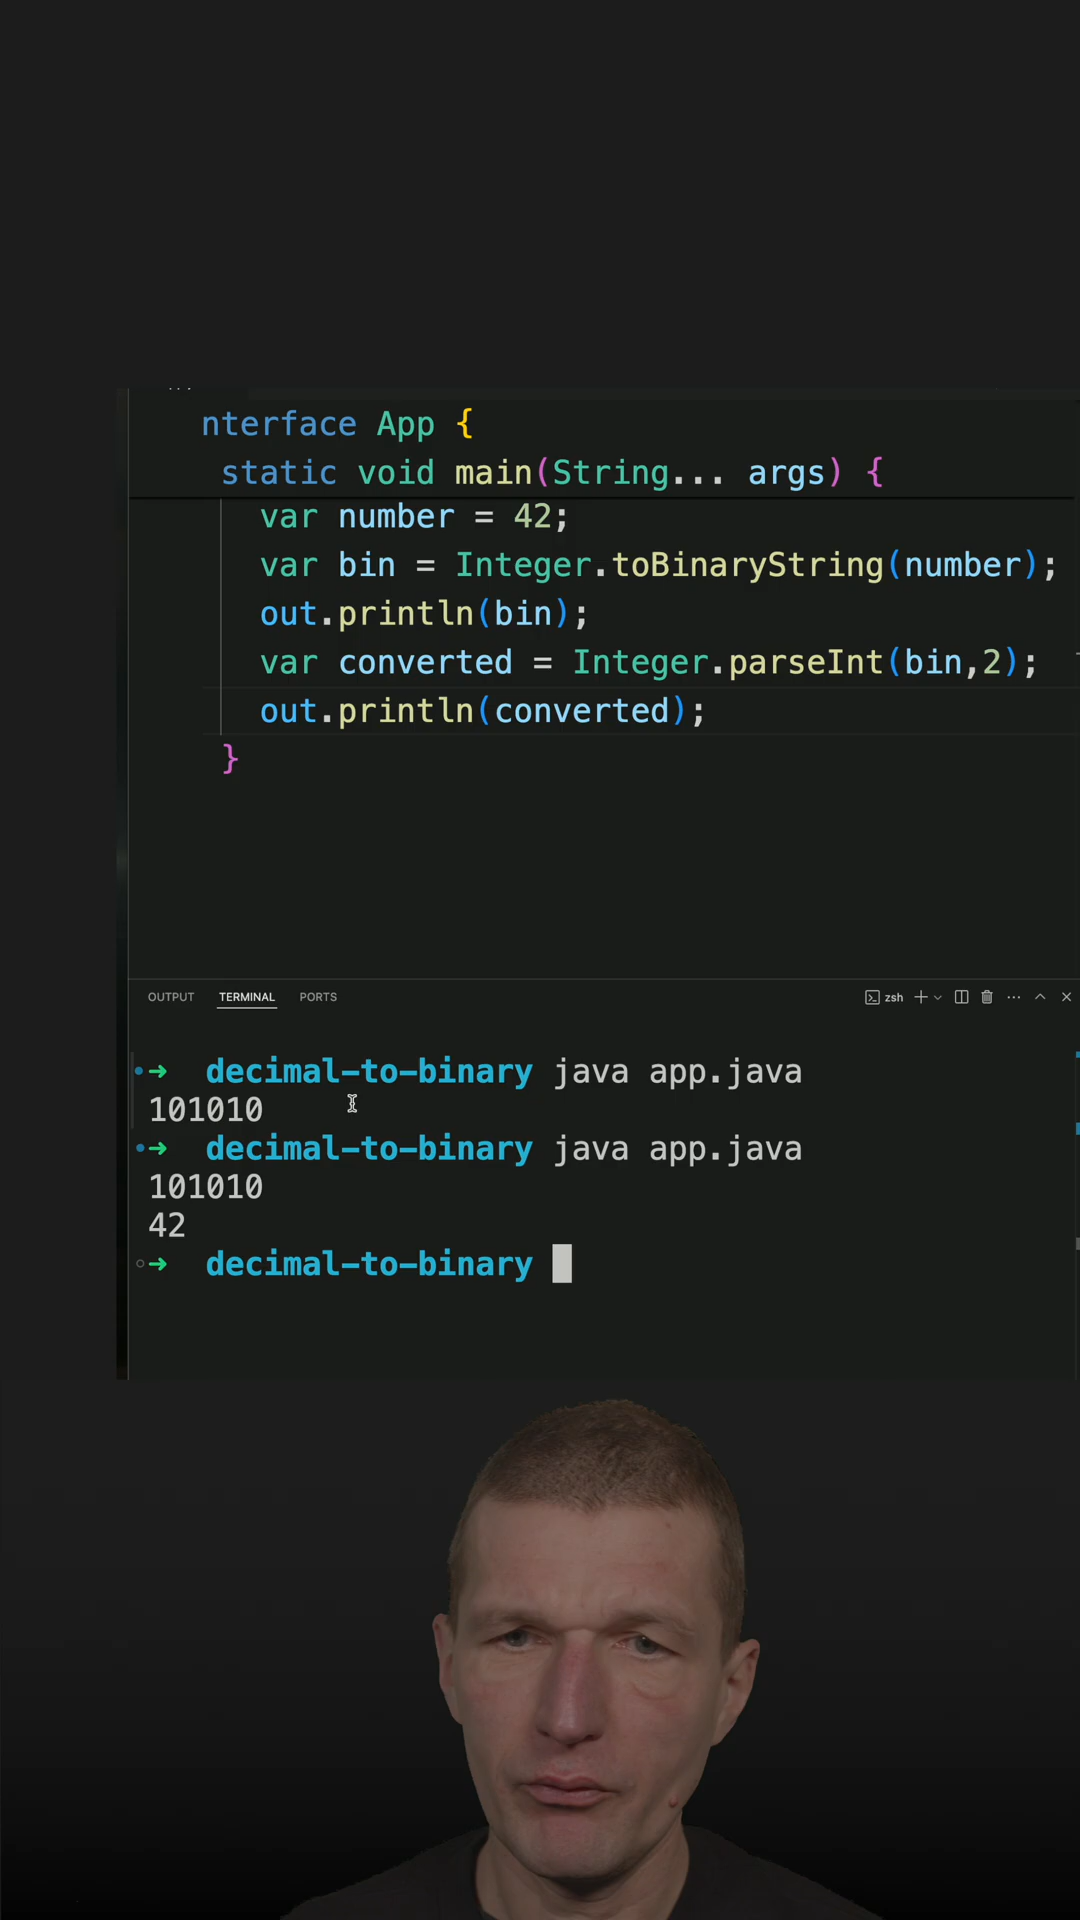 nterface App {
static void main(String... args) {
var number = 42;
var bin = Integer.toBinaryString(number);
out.println(bin);
var converted = Integer.parseInt(bin,2);
out.println(converted);
}
OUTPUT TERMINAL PORTS zsh
➜ decimal-to-binary java app.java
101010
➜ decimal-to-binary java app.java
101010
42
➜ decimal-to-binary